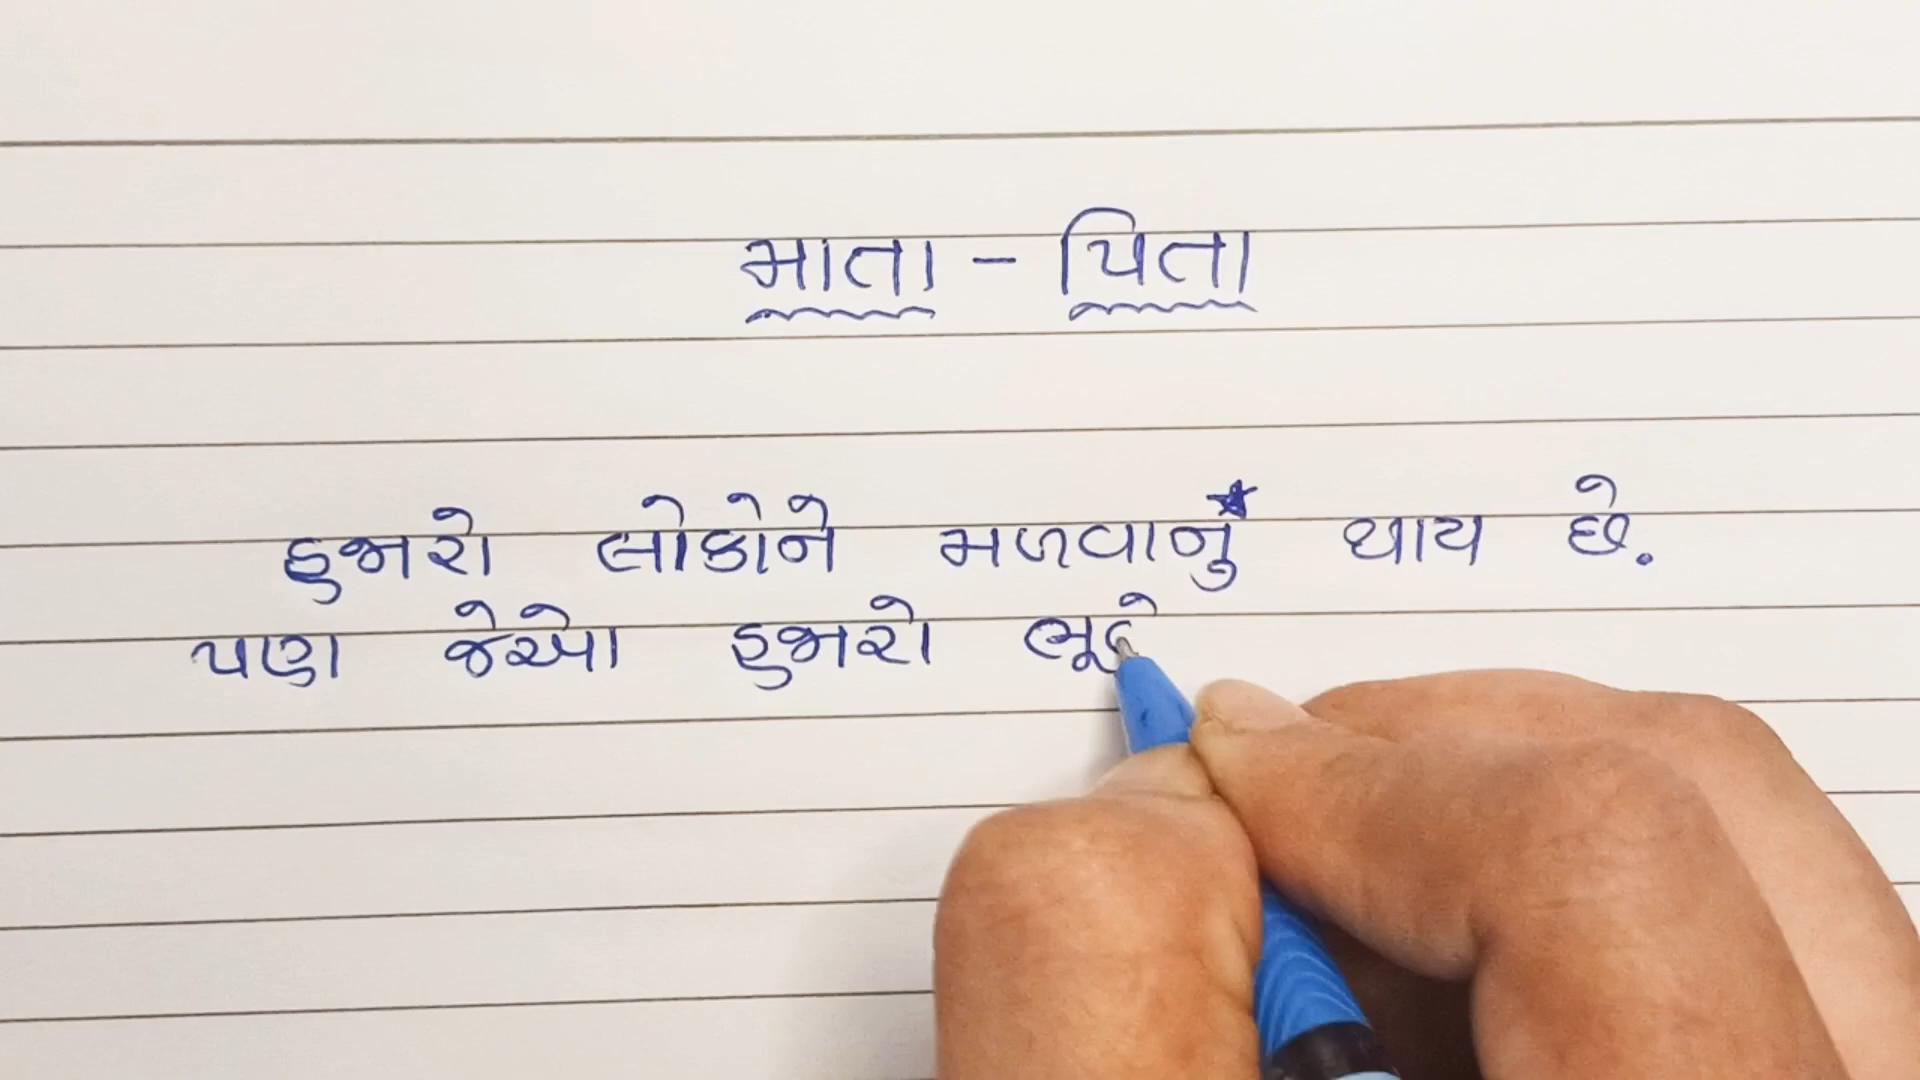 માતા - પિતા
હજારો લોકોને મળવાનું થાય છે.
પણ જેઓ હજારો